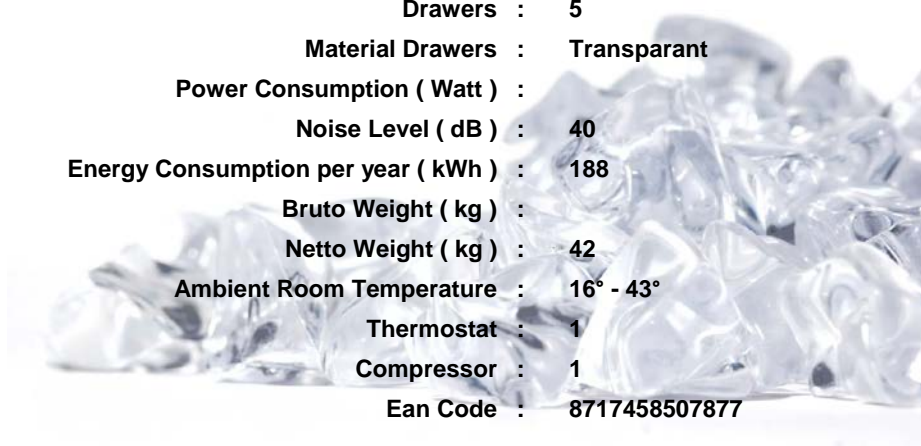 Drawers : 5
Material Drawers : Transparant
Power Consumption ( Watt ) :
Noise Level ( dB ) : 40
Energy Consumption per year ( kWh ) : 188
Bruto Weight ( kg ) :
Netto Weight ( kg ) : 42
Ambient Room Temperature : 16° - 43°
Thermostat : 1
Compressor : 1
Ean Code : 8717458507877